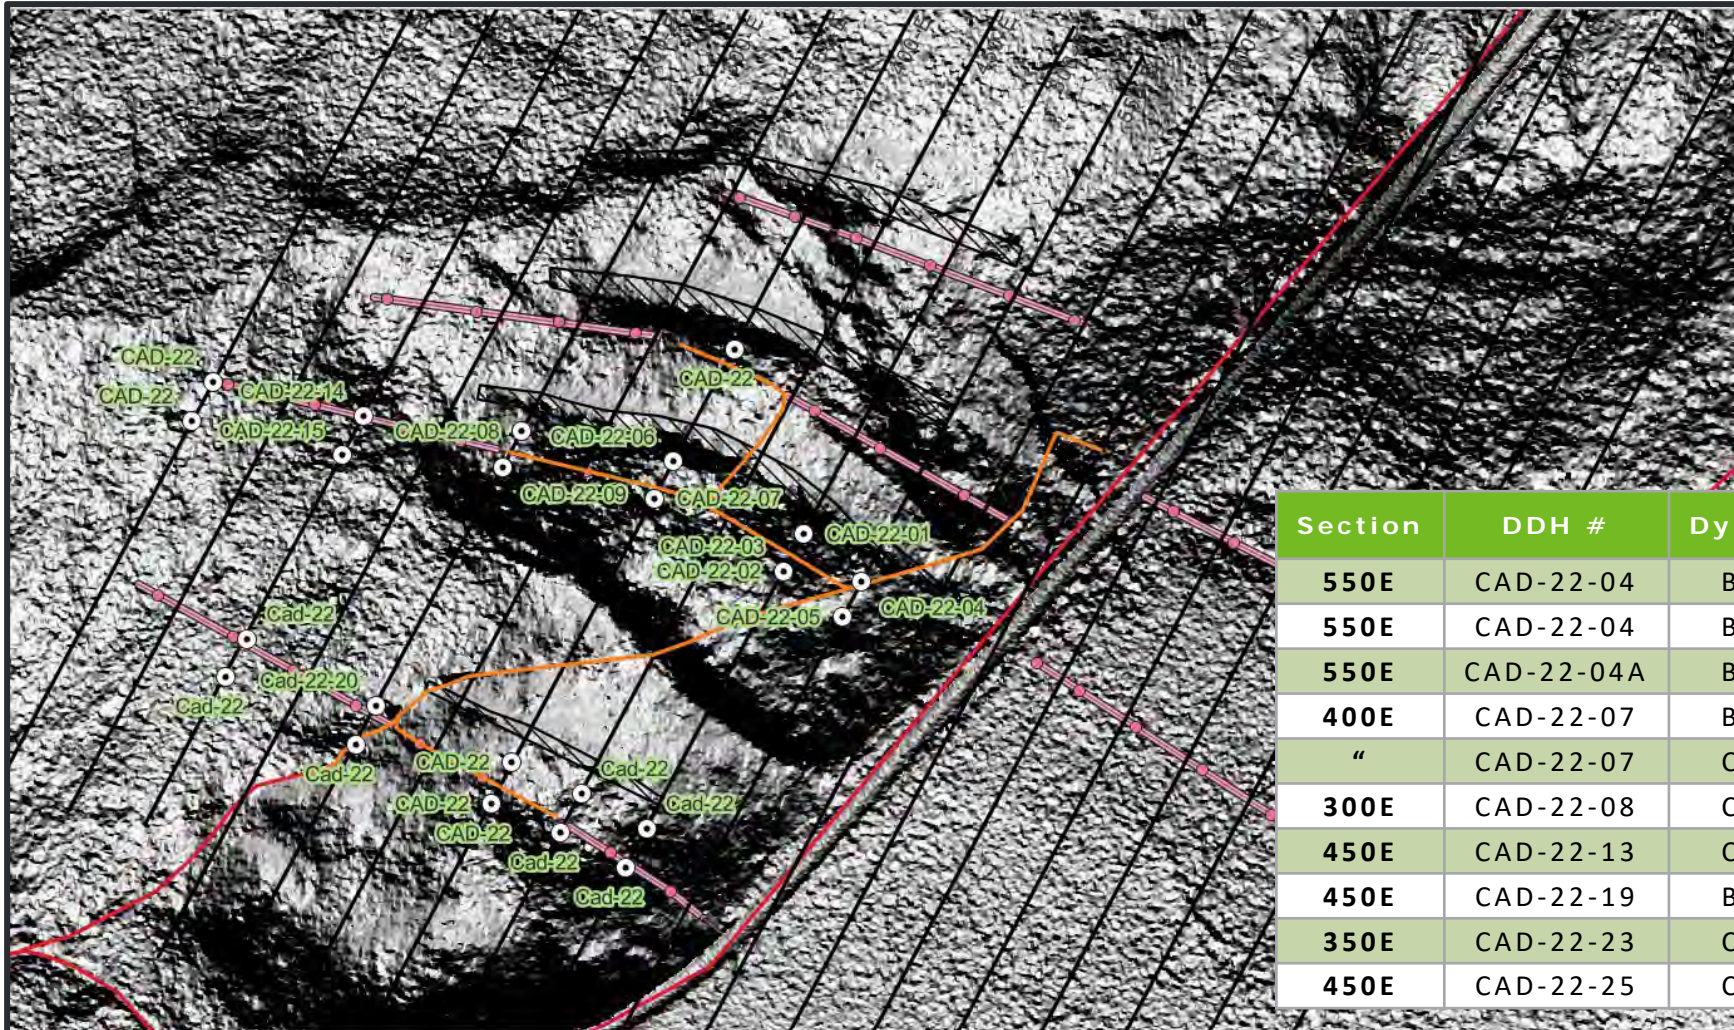 CAD-22
CAD-22
CAD-22-14
CAD-22
CAD-22-15
CAD-22-08
CAD-22-06
CAD-22-09
CAD-22-07
CAD-22-03
CAD-22-01
CAD-22-02
CAD-22-05
CAD-22-04
Cad-22
Cad-22-20
Cad-22
Cad-22
CAD-22
Cad-22
CAD-22
Cad-22
CAD-22
Cad-22
Cad-22
Section DDH # Dy
550E CAD-22-04 B
550E CAD-22-04 B
550E CAD-22-04A B
400E CAD-22-07 B
“ CAD-22-07 C
300E CAD-22-08 C
450E CAD-22-13 C
450E CAD-22-19 B
350E CAD-22-23 C
450E CAD-22-25 C